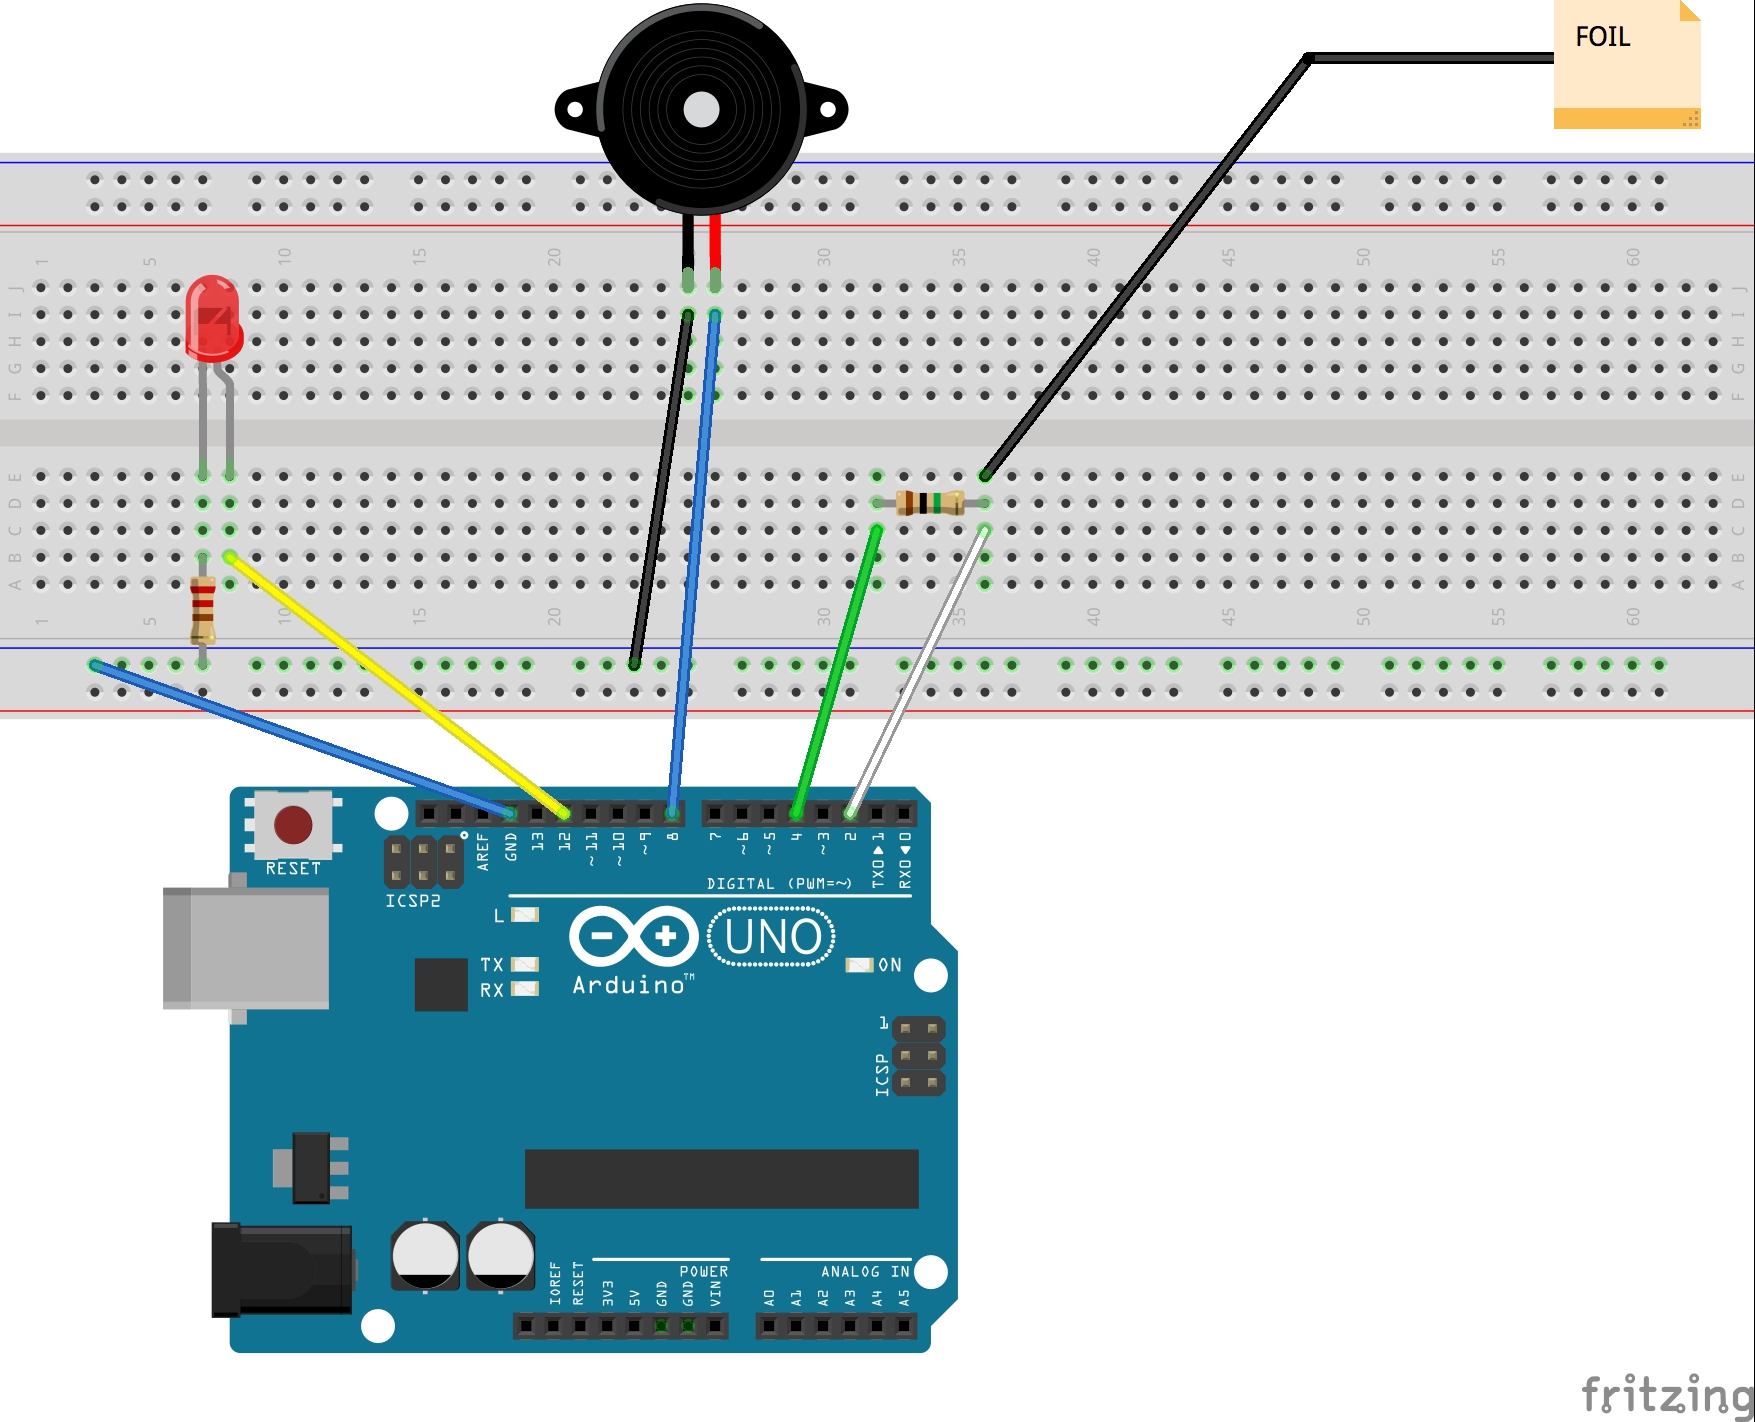 FOIL
1 5 10 15 20 30 35 40 45 50 55 60
J J
I I
H H
G G
F F
E E
D D
C C
B B
A A
1 5 10 15 20 30 35 40 45 50 55 60
RESET
ICSP2
AREF
GND
13
12
~11
~10
~9
8
7
~6
~5
4
~3
2
TX0▶1
RX0◀0
DIGITAL (PWM=~)
L
TX
RX
UNO
Arduino™
ON
1
ICSP
POWER
ANALOG IN
IOREF
RESET
3V3
5V
GND
GND
VIN
A0
A1
A2
A3
A4
A5
fritzing